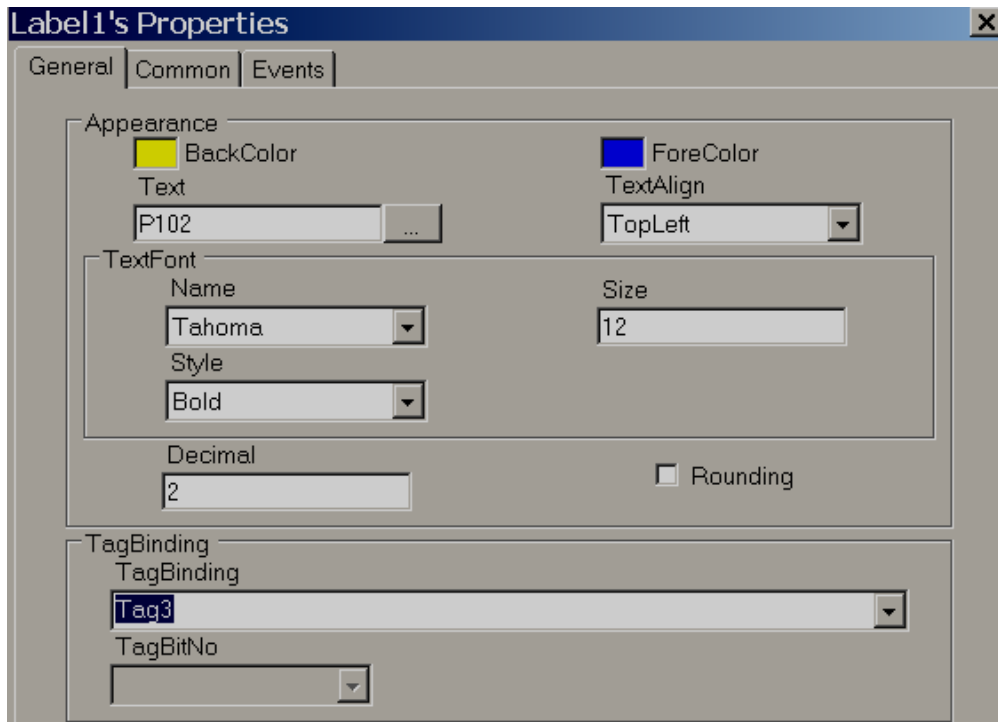 Label1's Properties
General Common Events
Appearance
BackColor ForeColor
Text TextAlign
P102 ... TopLeft
TextFont
Name Size
Tahoma 12
Style
Bold
Decimal
2 Rounding
TagBinding
TagBinding
Tag3
TagBitNo